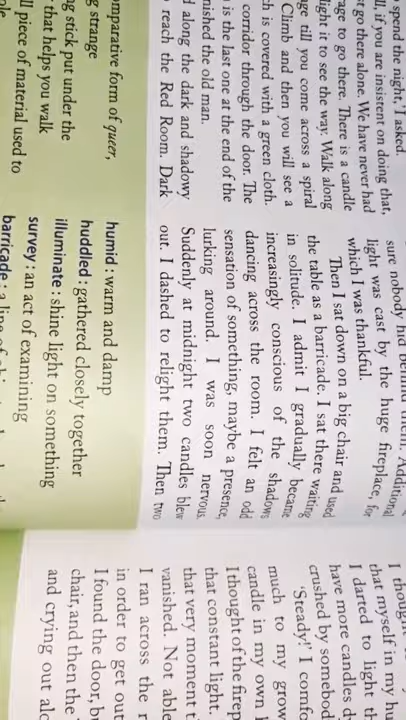 spend the night,' I asked.
if you are insistent on doing that,
go there alone. We have never had
age to go there. There is a candle
light it to see the way. Walk along
till you come across a spiral
Climb and then you will see a
is covered with a green cloth.
corridor through the door. The
is the last one at the end of the
the old man.
along the dark and shadowy
reach the Red Room. Dark
comparative form of queer,
strange
stick put under the
that helps you walk
piece of material used to
sure nobody hid behind them. Additional
light was cast by the huge fireplace, for
which I was thankful.
Then I sat down on a big chair and used
the table as a barricade. I sat there waiting
in solitude. I admit I gradually became
increasingly conscious of the shadows
dancing across the room. I felt an odd
sensation of something, maybe a presence,
lurking around. I was soon nervous.
Suddenly at midnight two candles blew
out. I dashed to relight them. Then two
humid : warm and damp
huddled : gathered closely together
illuminate : shine light on something
survey : an act of examining
barricade : a line of
I thought
that myself in my hu
I darted to light th
have more candles d
crushed by somebod
'Steady!' I comfo
much to my grow
candle in my own
I thought of the firep
that constant light.
that very moment t
vanished. Not able
I ran across the r
in order to get out
I found the door, b
chair, and then the
and crying out alo